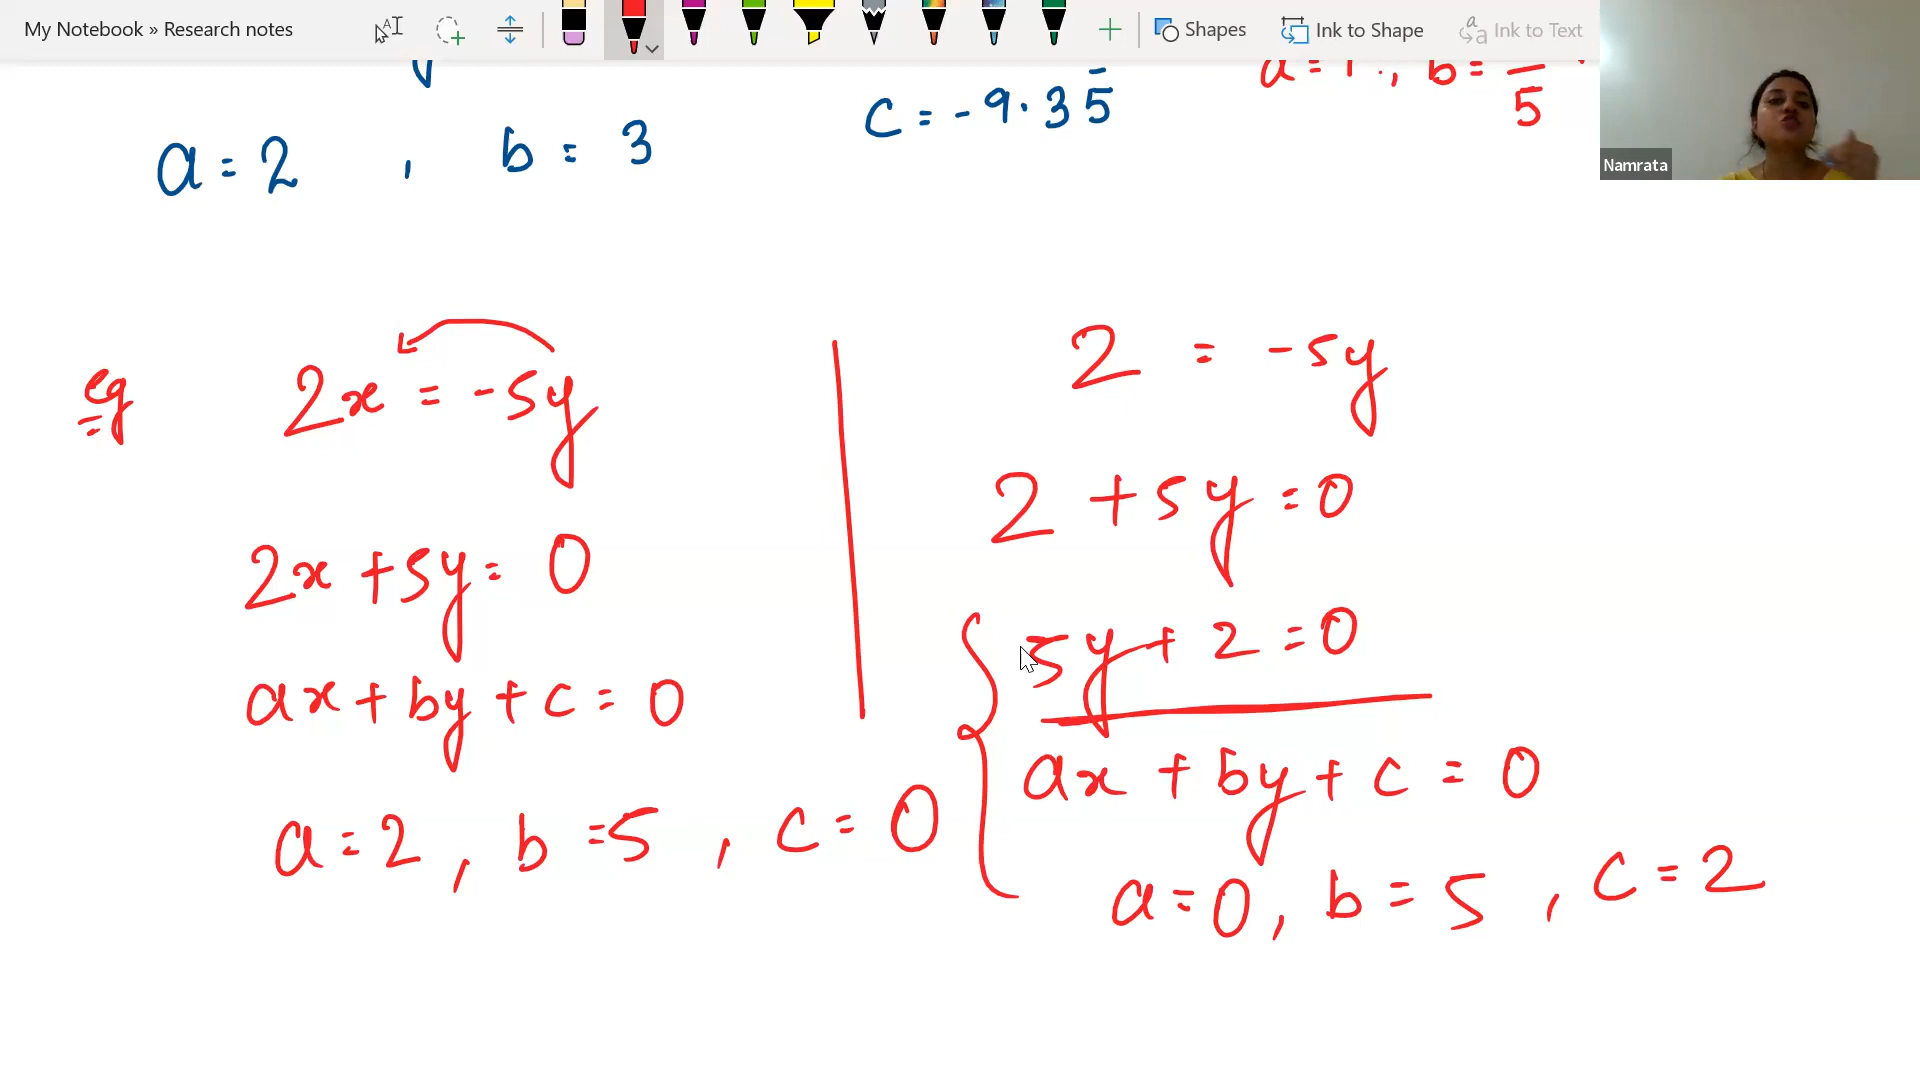 My Notebook » Research notes
Shapes
Ink to Shape
Ink to Text
Namrata
a = 2 , b = 3
c = -9.35̄
b =
5
eg 2x = -5y
2x + 5y = 0
ax + by + c = 0
a = 2 , b = 5 , c = 0
2 = -5y
2 + 5y = 0
5y + 2 = 0
ax + by + c = 0
a = 0 , b = 5 , c = 2